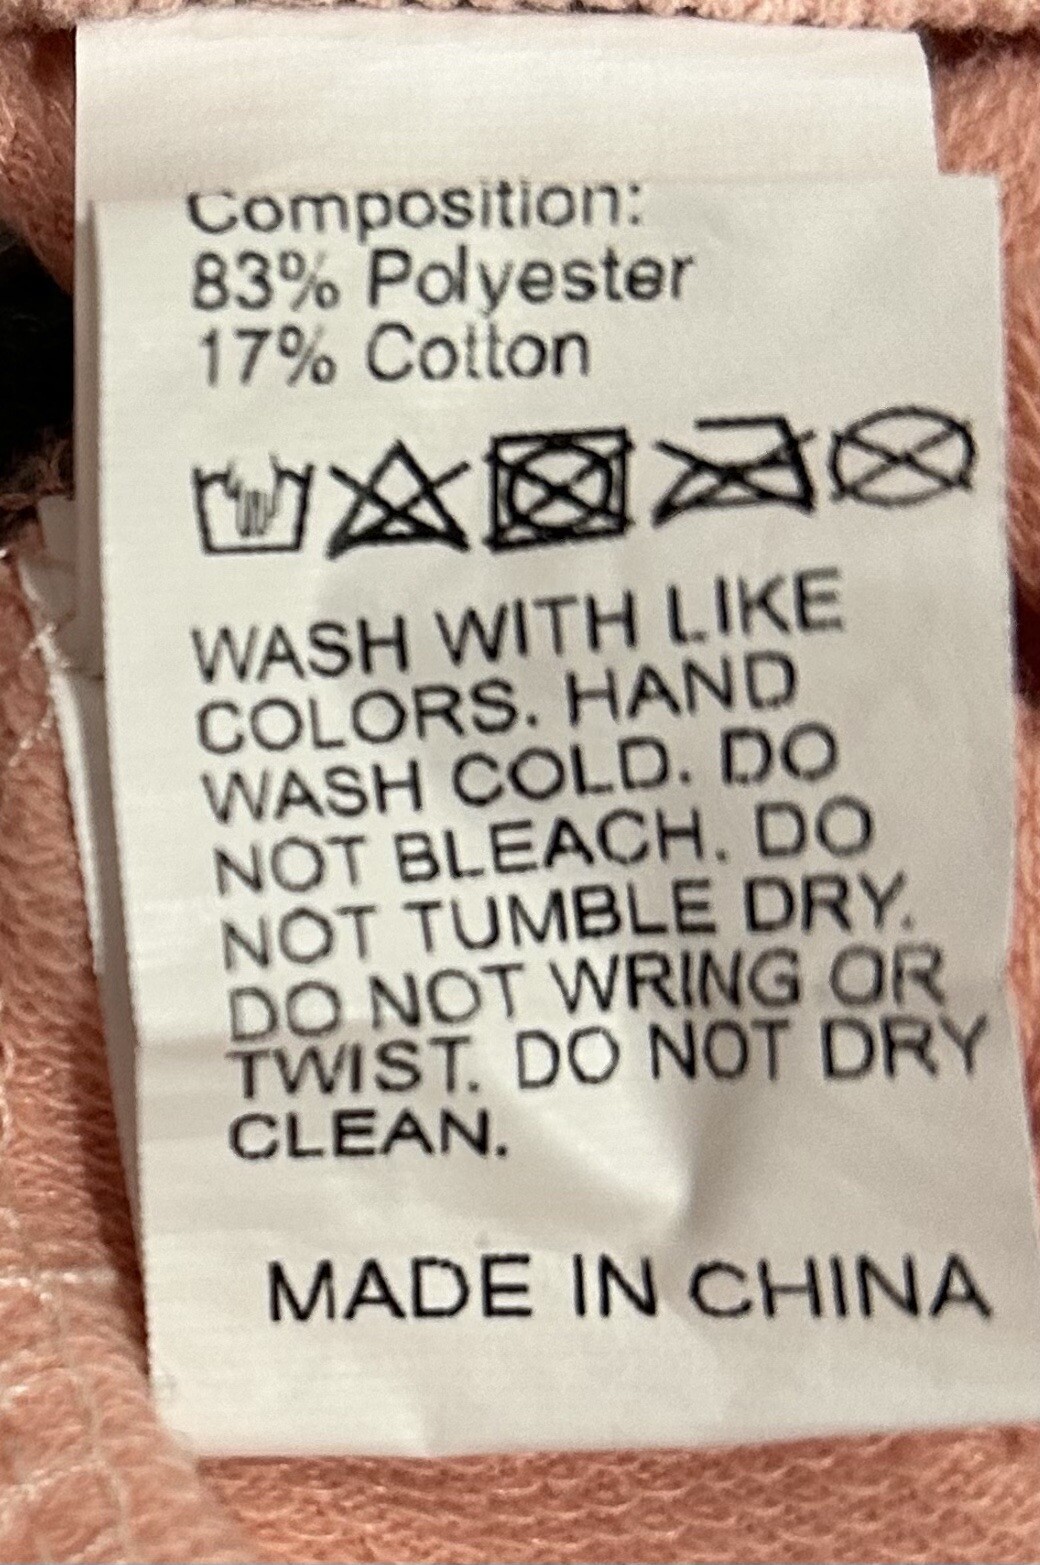 Composition:
83% Polyester
17% Cotton
WASH WITH LIKE
COLORS. HAND
WASH COLD. DO
NOT BLEACH. DO
NOT TUMBLE DRY.
DO NOT WRING OR
TWIST. DO NOT DRY
CLEAN.
MADE IN CHINA